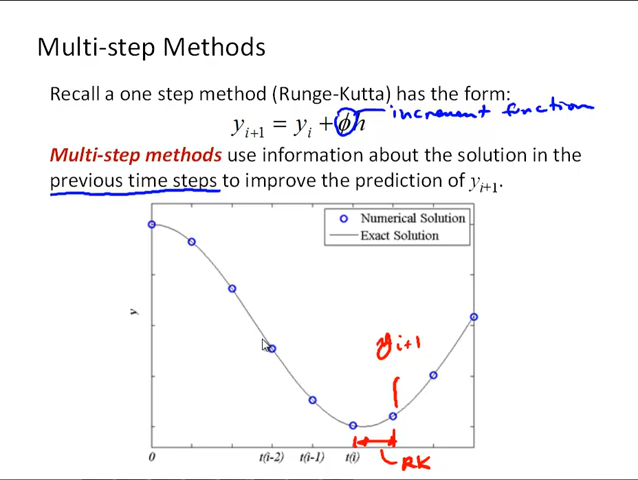 Multi-step Methods
Recall a one step method (Runge-Kutta) has the form:
increment function
y_{i+1} = y_i + ϕh
Multi-step methods use information about the solution in the
previous time steps to improve the prediction of y_{i+1}.
Numerical Solution
Exact Solution
y
y_{i+1}
0 t(i-2) t(i-1) t(i)
RK